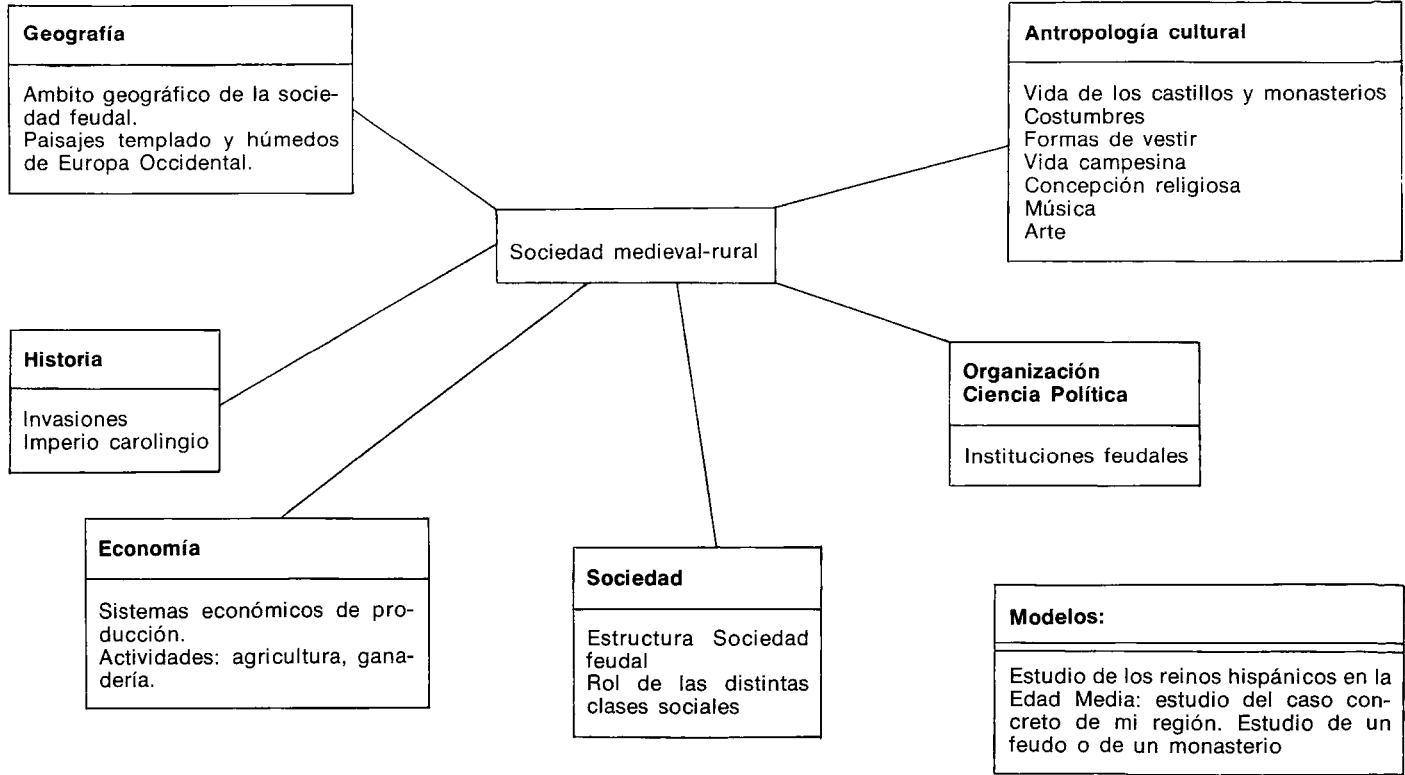 Geografía
Ambito geográfico de la socie-
dad feudal.
Paisajes templado y húmedos
de Europa Occidental.
Antropología cultural
Vida de los castillos y monasterios
Costumbres
Formas de vestir
Vida campesina
Concepción religiosa
Música
Arte
Sociedad medieval-rural
Historia
Invasiones
Imperio carolingio
Organización
Ciencia Política
Instituciones feudales
Economía
Sistemas económicos de pro-
ducción.
Actividades: agricultura, gana-
dería.
Sociedad
Estructura Sociedad
feudal
Rol de las distintas
clases sociales
Modelos:
Estudio de los reinos hispánicos en la
Edad Media: estudio del caso con-
creto de mi región. Estudio de un
feudo o de un monasterio